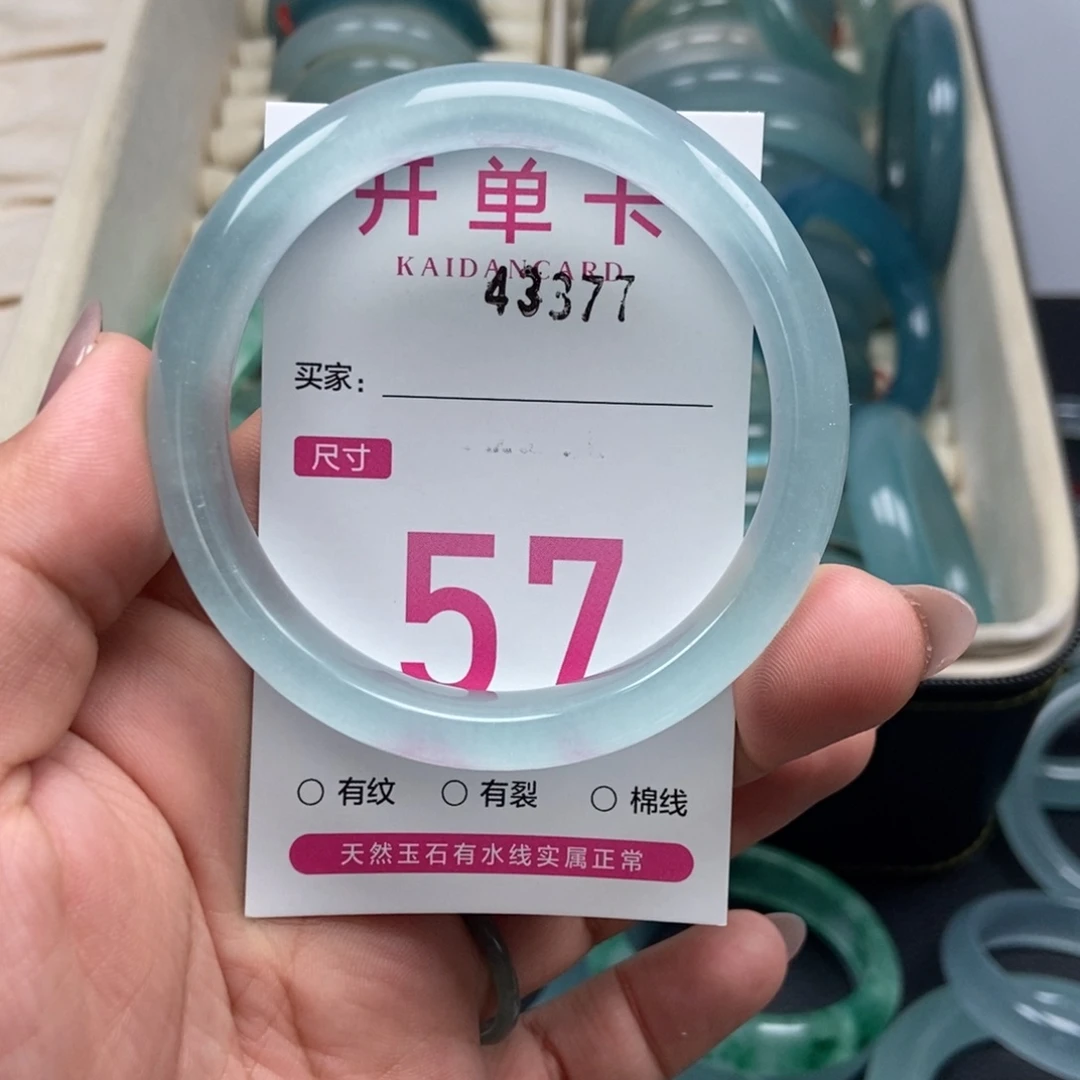 开单卡
KAIDANCARD
43377
买家：
尺寸
57
有纹 有裂 棉线
天然玉石有水线实属正常